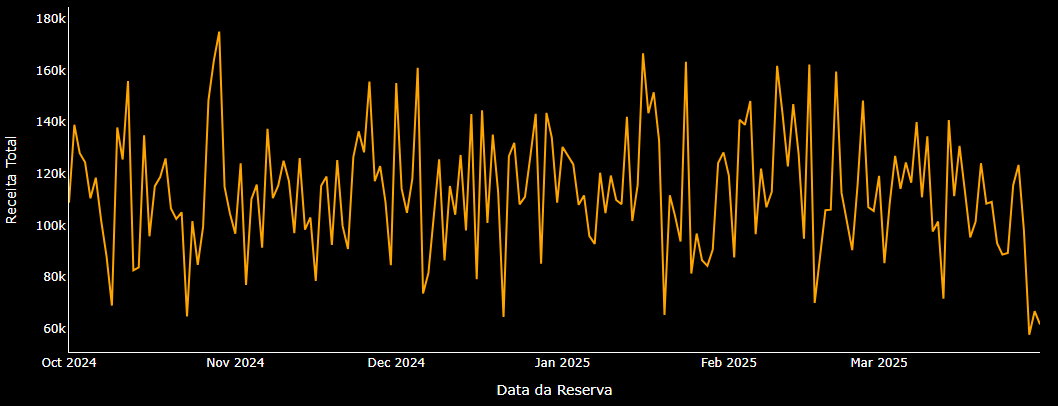 180k
160k
140k
120k
100k
80k
60k
Receita Total
Oct 2024 Nov 2024 Dec 2024 Jan 2025 Feb 2025 Mar 2025
Data da Reserva